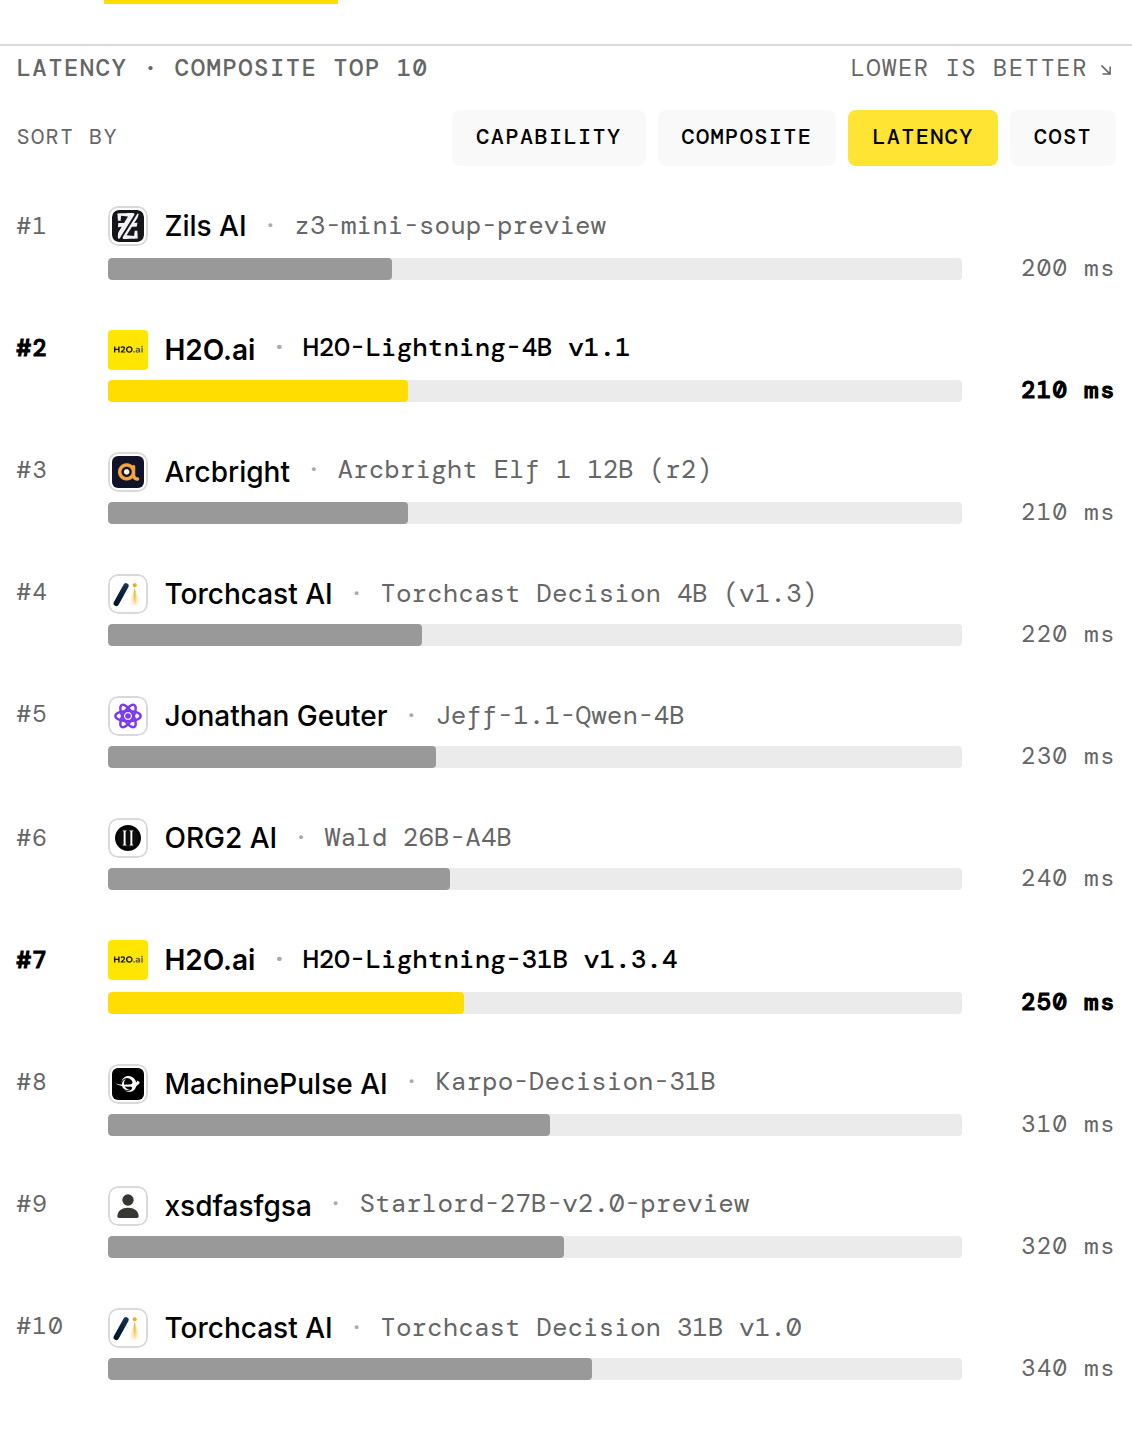 LATENCY · COMPOSITE TOP 10
LOWER IS BETTER ↘
SORT BY
CAPABILITY
COMPOSITE
LATENCY
COST
#1 Zils AI · z3-mini-soup-preview
200 ms
#2 H2O.ai H2O.ai · H2O-Lightning-4B v1.1
210 ms
#3 Arcbright · Arcbright Elf 1 12B (r2)
210 ms
#4 Torchcast AI · Torchcast Decision 4B (v1.3)
220 ms
#5 Jonathan Geuter · Jeff-1.1-Qwen-4B
230 ms
#6 ORG2 AI · Wald 26B-A4B
240 ms
#7 H2O.ai H2O.ai · H2O-Lightning-31B v1.3.4
250 ms
#8 MachinePulse AI · Karpo-Decision-31B
310 ms
#9 xsdfasfgsa · Starlord-27B-v2.0-preview
320 ms
#10 Torchcast AI · Torchcast Decision 31B v1.0
340 ms